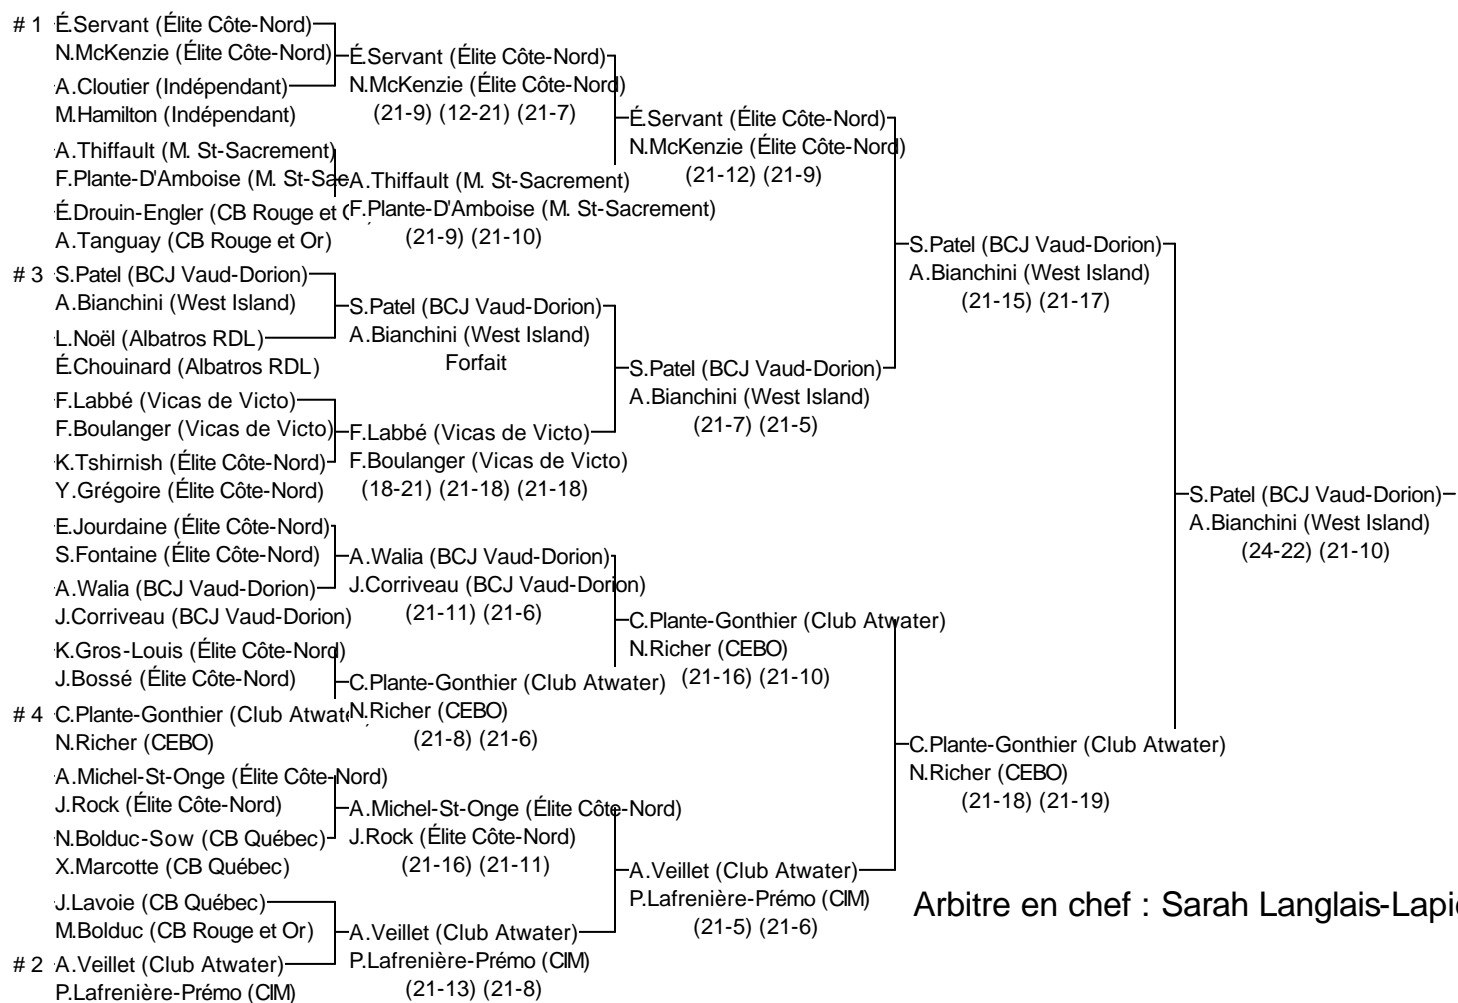 # 1 É.Servant (Élite Côte-Nord)
N.McKenzie (Élite Côte-Nord)
A.Cloutier (Indépendant)
M.Hamilton (Indépendant)
A.Thiffault (M. St-Sacrement)
F.Plante-D'Amboise (M. St-Sac
É.Drouin-Engler (CB Rouge et
A.Tanguay (CB Rouge et Or)
# 3 S.Patel (BCJ Vaud-Dorion)
A.Bianchini (West Island)
L.Noël (Albatros RDL)
É.Chouinard (Albatros RDL)
F.Labbé (Vicas de Victo)
F.Boulanger (Vicas de Victo)
K.Tshirnish (Élite Côte-Nord)
Y.Grégoire (Élite Côte-Nord)
E.Jourdaine (Élite Côte-Nord)
S.Fontaine (Élite Côte-Nord)
A.Walia (BCJ Vaud-Dorion)
J.Corriveau (BCJ Vaud-Dorion)
K.Gros-Louis (Élite Côte-Nord)
J.Bossé (Élite Côte-Nord)
# 4 C.Plante-Gonthier (Club Atwate
N.Richer (CEBO)
A.Michel-St-Onge (Élite Côte-Nord)
J.Rock (Élite Côte-Nord)
N.Bolduc-Sow (CB Québec)
X.Marcotte (CB Québec)
J.Lavoie (CB Québec)
M.Bolduc (CB Rouge et Or)
# 2 A.Veillet (Club Atwater)
P.Lafrenière-Prémo (CIM)
É.Servant (Élite Côte-Nord)
N.McKenzie (Élite Côte-Nord)
(21-9) (12-21) (21-7)
A.Thiffault (M. St-Sacrement)
F.Plante-D'Amboise (M. St-Sacrement)
(21-9) (21-10)
S.Patel (BCJ Vaud-Dorion)
A.Bianchini (West Island)
Forfait
F.Labbé (Vicas de Victo)
F.Boulanger (Vicas de Victo)
(18-21) (21-18) (21-18)
A.Walia (BCJ Vaud-Dorion)
J.Corriveau (BCJ Vaud-Dorion)
(21-11) (21-6)
C.Plante-Gonthier (Club Atwater)
N.Richer (CEBO)
(21-8) (21-6)
A.Michel-St-Onge (Élite Côte-Nord)
J.Rock (Élite Côte-Nord)
(21-16) (21-11)
A.Veillet (Club Atwater)
P.Lafrenière-Prémo (CIM)
(21-13) (21-8)
É.Servant (Élite Côte-Nord)
N.McKenzie (Élite Côte-Nord)
(21-12) (21-9)
S.Patel (BCJ Vaud-Dorion)
A.Bianchini (West Island)
(21-7) (21-5)
C.Plante-Gonthier (Club Atwater)
N.Richer (CEBO)
(21-16) (21-10)
A.Veillet (Club Atwater)
P.Lafrenière-Prémo (CIM)
(21-5) (21-6)
S.Patel (BCJ Vaud-Dorion)
A.Bianchini (West Island)
(21-15) (21-17)
C.Plante-Gonthier (Club Atwater)
N.Richer (CEBO)
(21-18) (21-19)
S.Patel (BCJ Vaud-Dorion)
A.Bianchini (West Island)
(24-22) (21-10)
Arbitre en chef : Sarah Langlais-Lapi